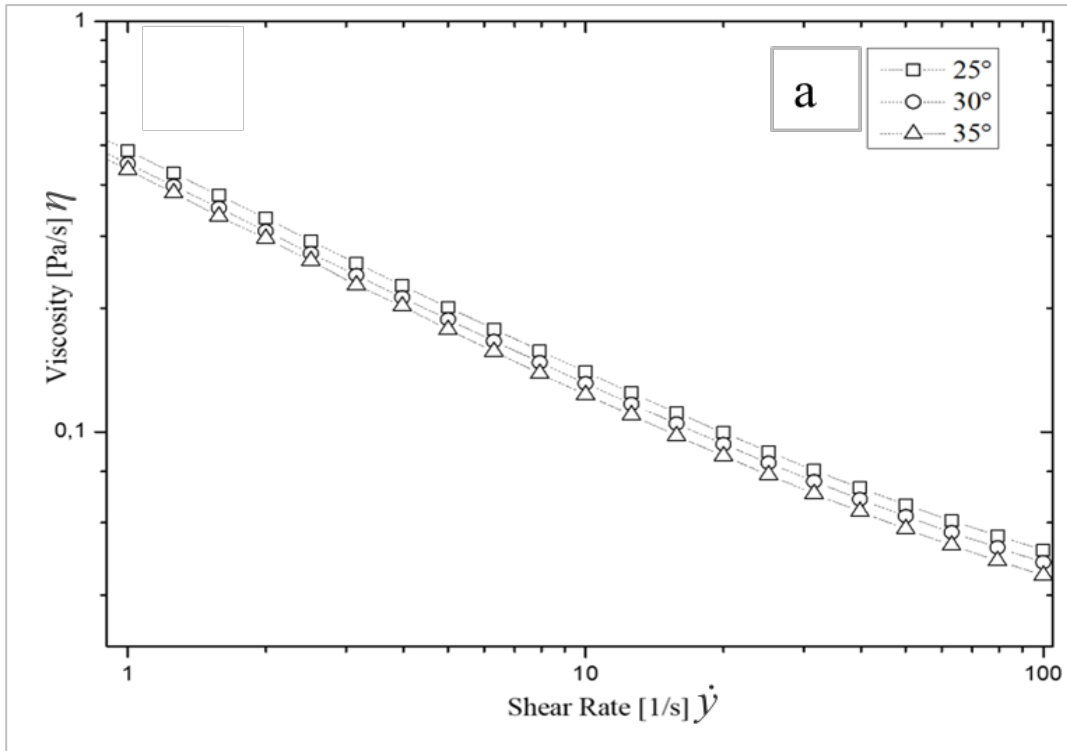 1
a
25°
30°
35°
Viscosity [Pa/s] η
0,1
1
10
100
Shear Rate [1/s] ẏ